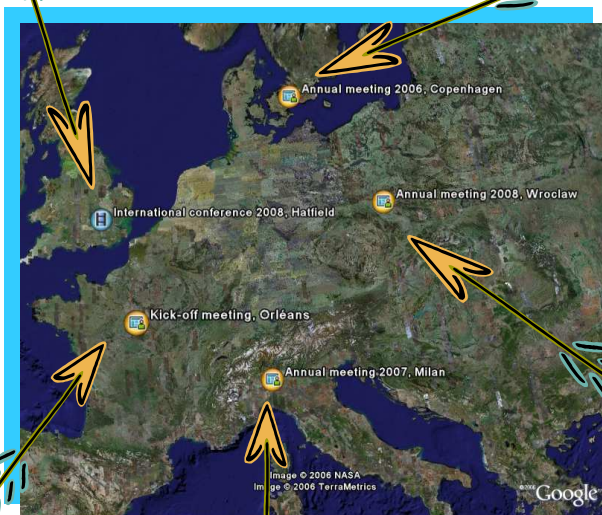 Annual meeting 2006, Copenhagen
Annual meeting 2008, Wroclaw
International conference 2008, Hatfield
Kick-off meeting, Orléans
Annual meeting 2007, Milan
Image © 2006 NASA
Image © 2006 TerraMetrics
©2006 Google